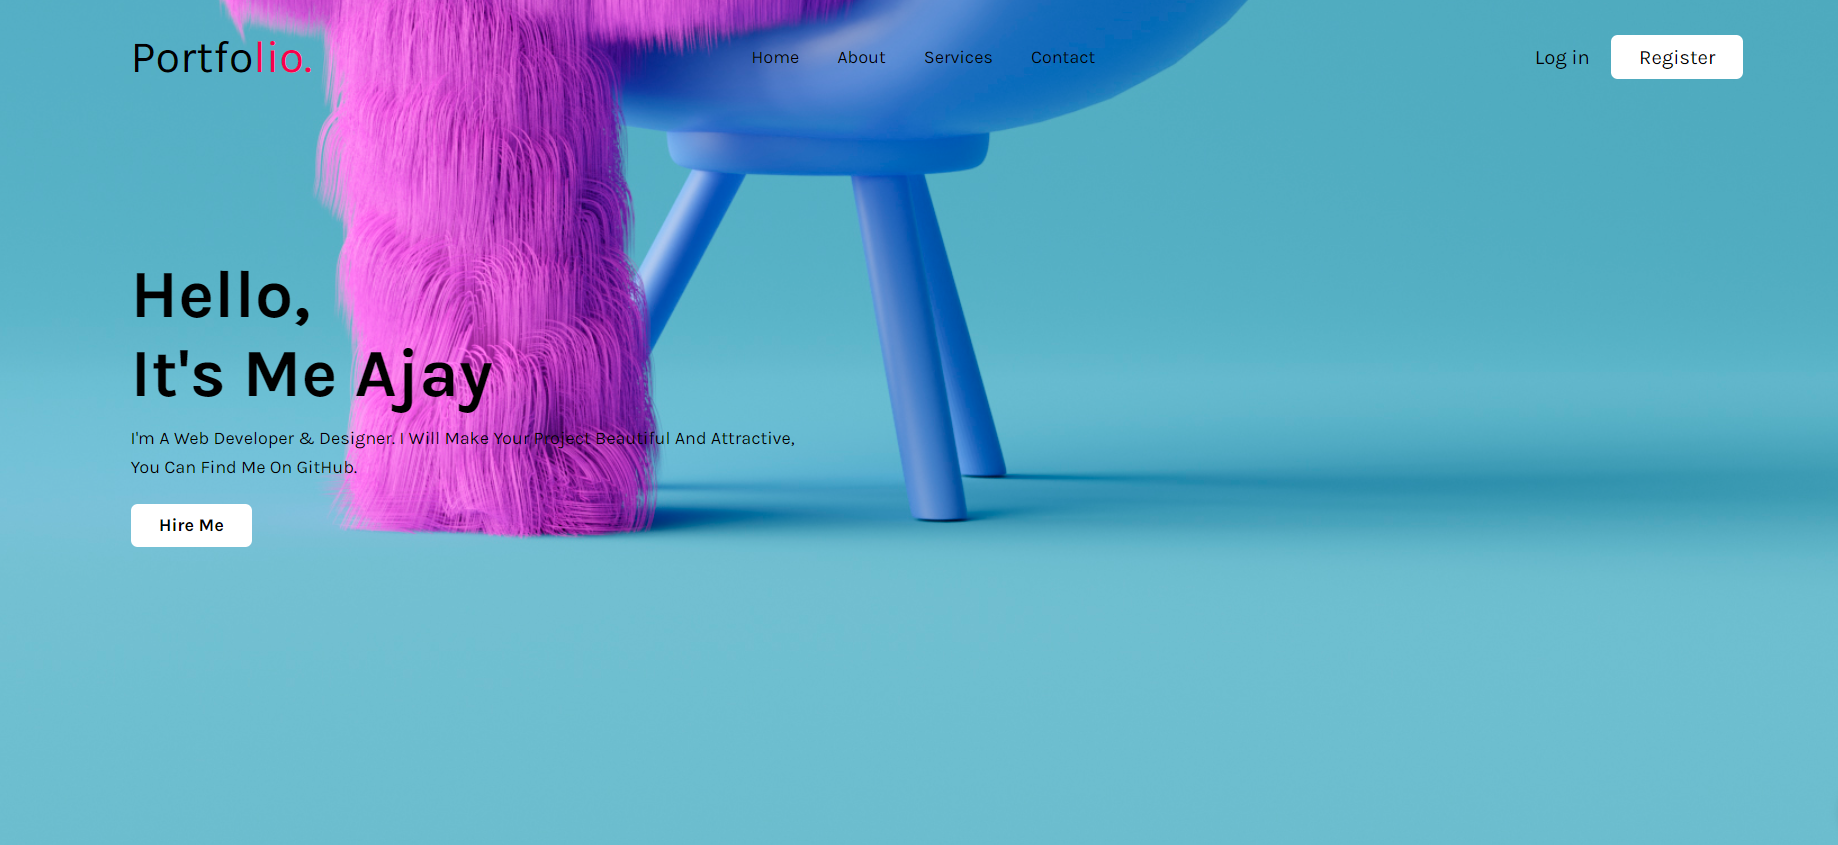 Portfolio.
Home About Services Contact
Log in Register
Hello,
It's Me Ajay
I'm A Web Developer & Designer. I Will Make Your Project Beautiful And Attractive,
You Can Find Me On GitHub.
Hire Me